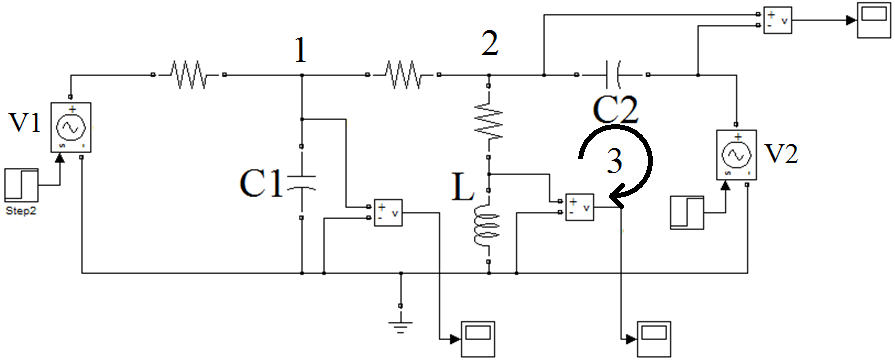 +
-
v
1
2
C2
V1
+
-
s
Step2
C1
+
-
v
L
+
-
v
3
+
-
s
V2